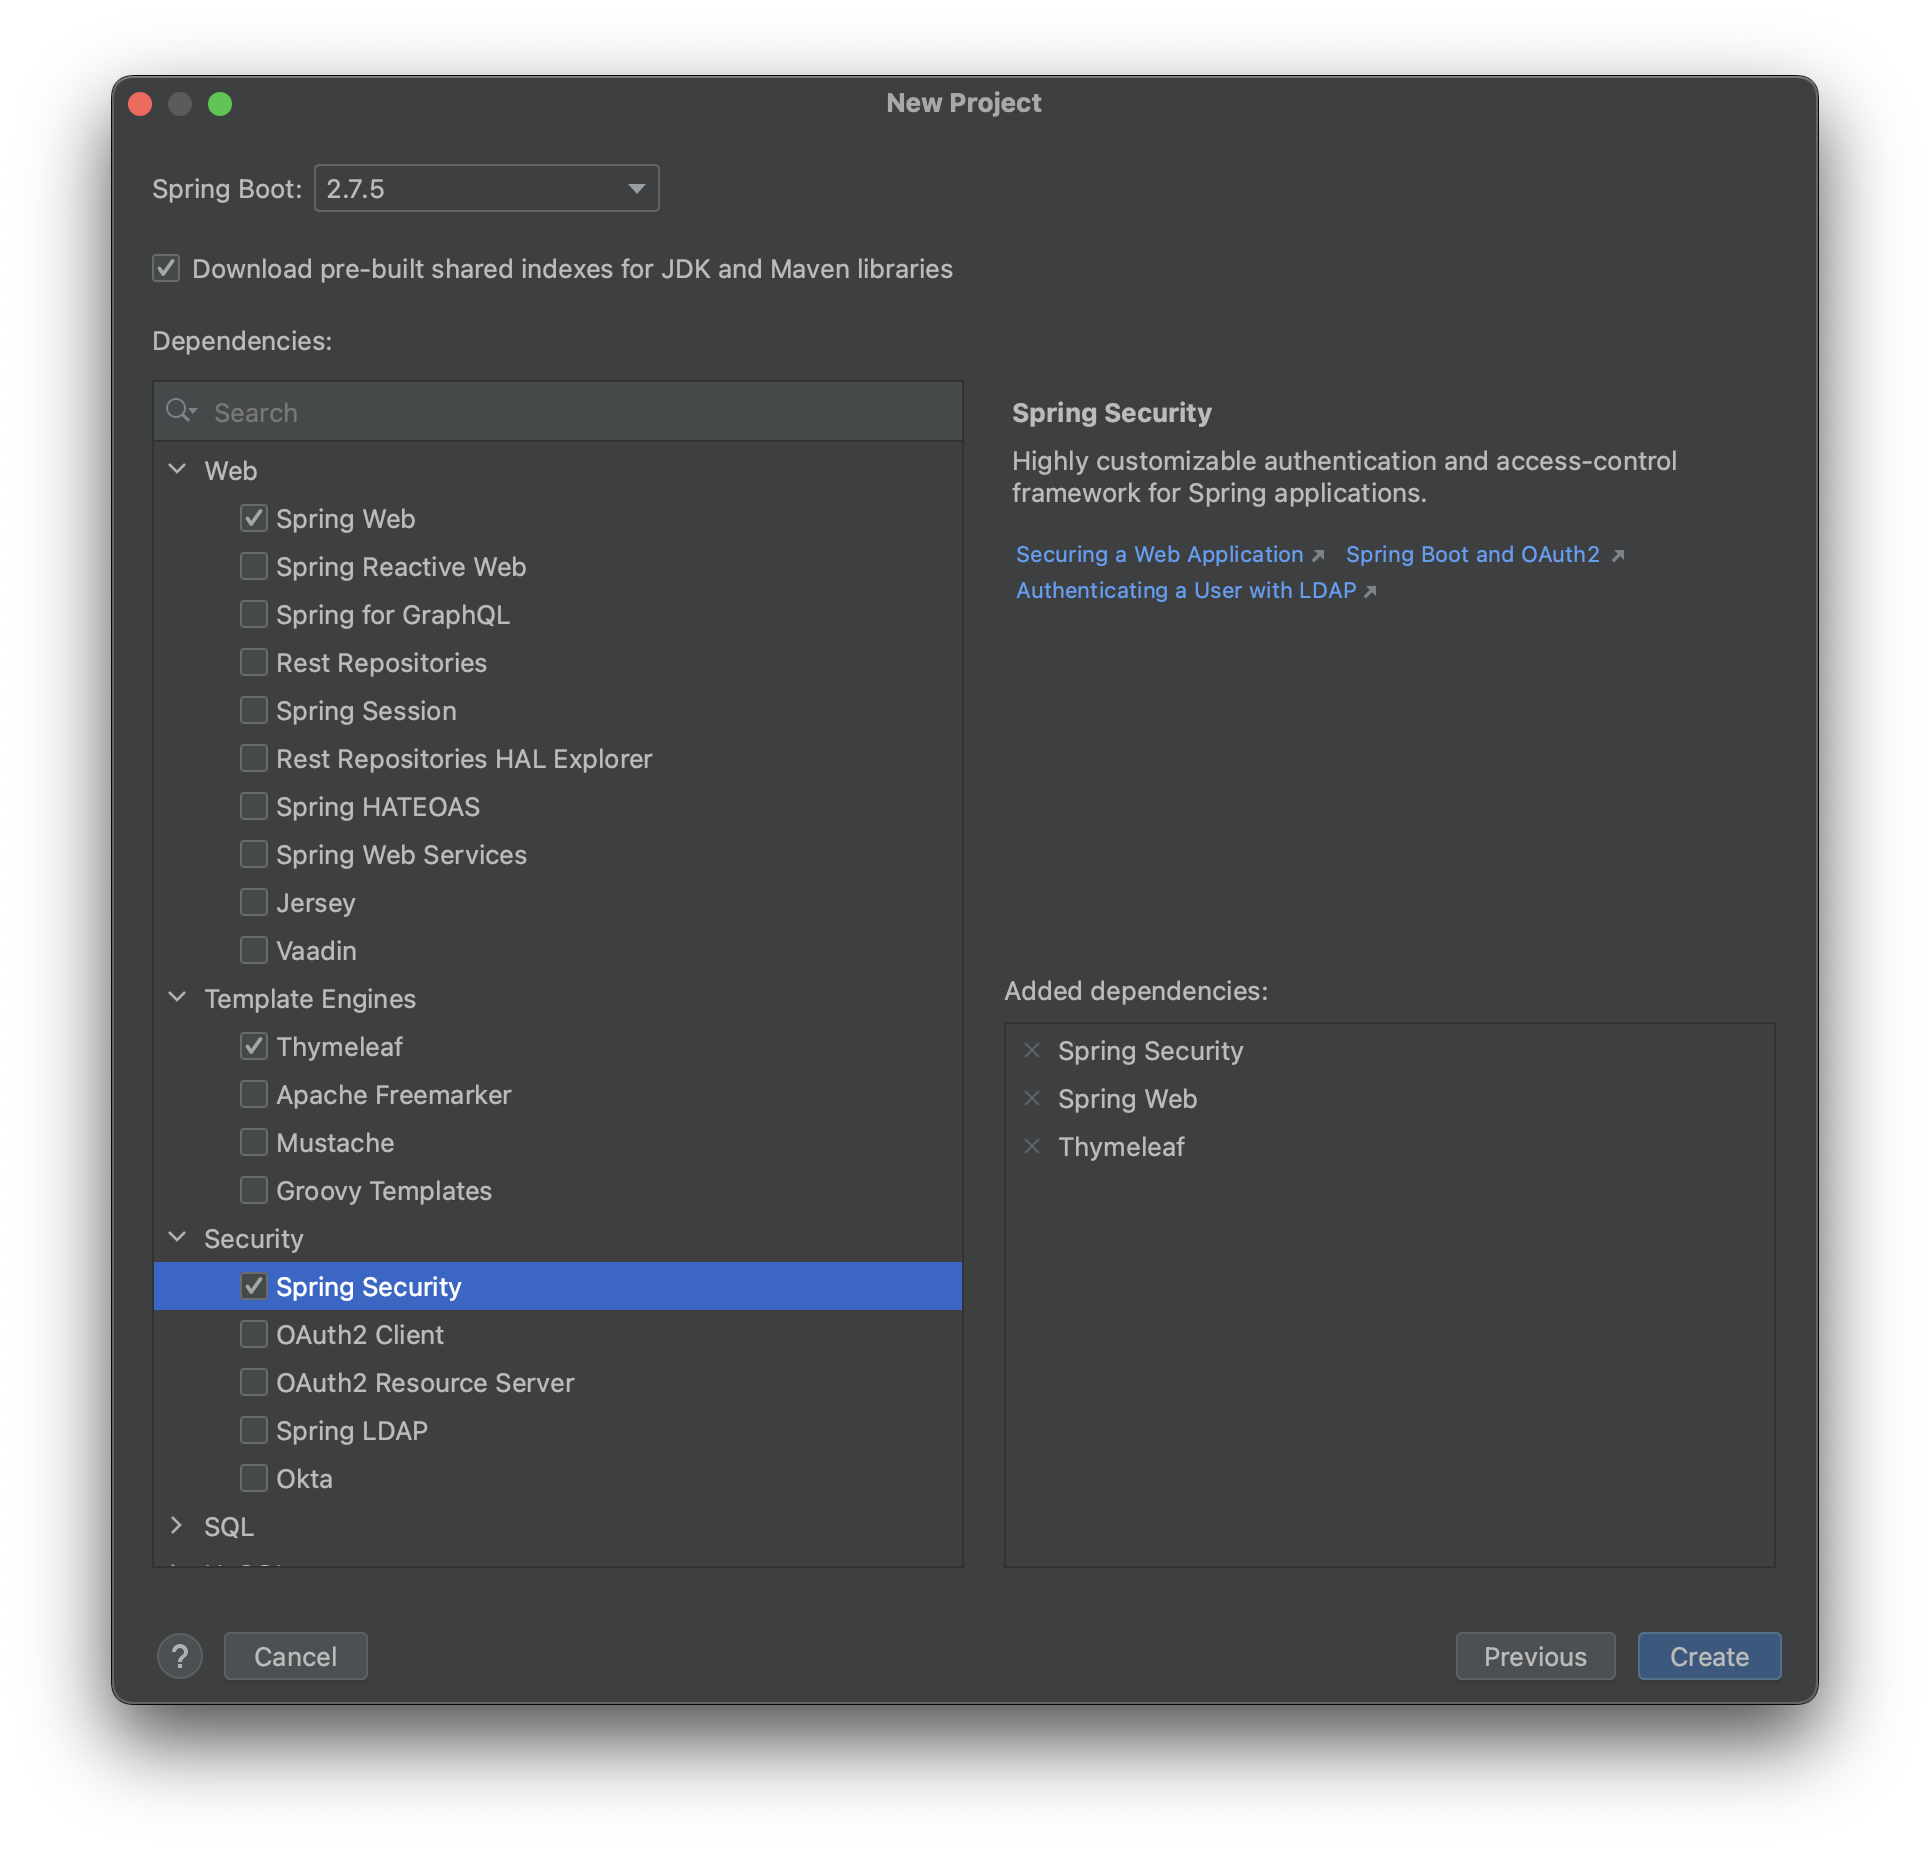 New Project
Spring Boot: 2.7.5
Download pre-built shared indexes for JDK and Maven libraries
Dependencies:
Search
Web
Spring Web
Spring Reactive Web
Spring for GraphQL
Rest Repositories
Spring Session
Rest Repositories HAL Explorer
Spring HATEOAS
Spring Web Services
Jersey
Vaadin
Template Engines
Thymeleaf
Apache Freemarker
Mustache
Groovy Templates
Security
Spring Security
OAuth2 Client
OAuth2 Resource Server
Spring LDAP
Okta
SQL
Spring Security
Highly customizable authentication and access-control
framework for Spring applications.
Securing a Web Application Spring Boot and OAuth2
Authenticating a User with LDAP
Added dependencies:
Spring Security
Spring Web
Thymeleaf
? Cancel Previous Create